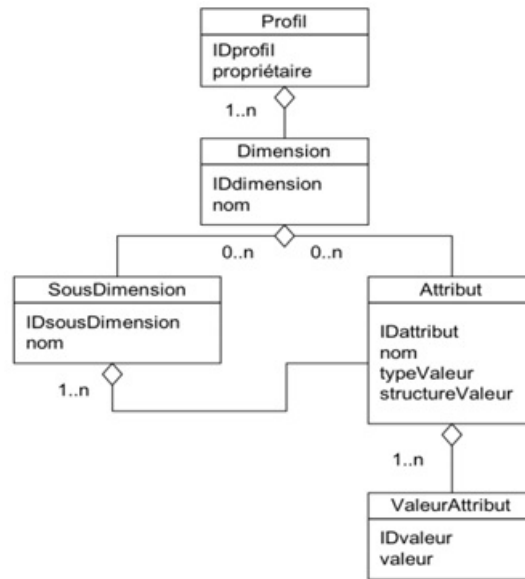 Profil
IDprofil
propriétaire
1..n
Dimension
IDdimension
nom
0..n 0..n
SousDimension
IDsousDimension
nom
1..n
Attribut
IDattribut
nom
typeValeur
structureValeur
1..n
ValeurAttribut
IDvaleur
valeur